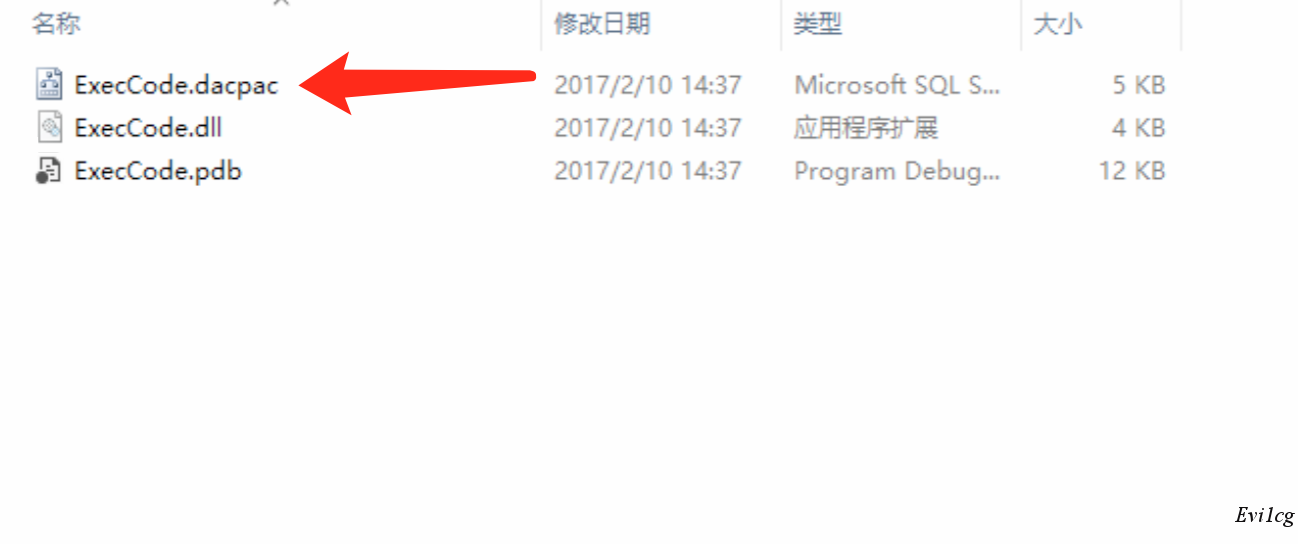 名称 修改日期 类型 大小
ExecCode.dacpac 2017/2/10 14:37 Microsoft SQL S... 5 KB
ExecCode.dll 2017/2/10 14:37 应用程序扩展 4 KB
ExecCode.pdb 2017/2/10 14:37 Program Debug... 12 KB
Evi1cg